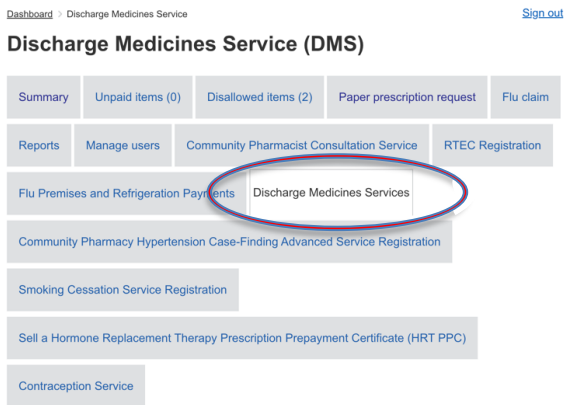 Dashboard > Discharge Medicines Service Sign out
Discharge Medicines Service (DMS)
Summary Unpaid items (0) Disallowed items (2) Paper prescription request Flu claim
Reports Manage users Community Pharmacist Consultation Service RTEC Registration
Flu Premises and Refrigeration Payments Discharge Medicines Services
Community Pharmacy Hypertension Case-Finding Advanced Service Registration
Smoking Cessation Service Registration
Sell a Hormone Replacement Therapy Prescription Prepayment Certificate (HRT PPC)
Contraception Service